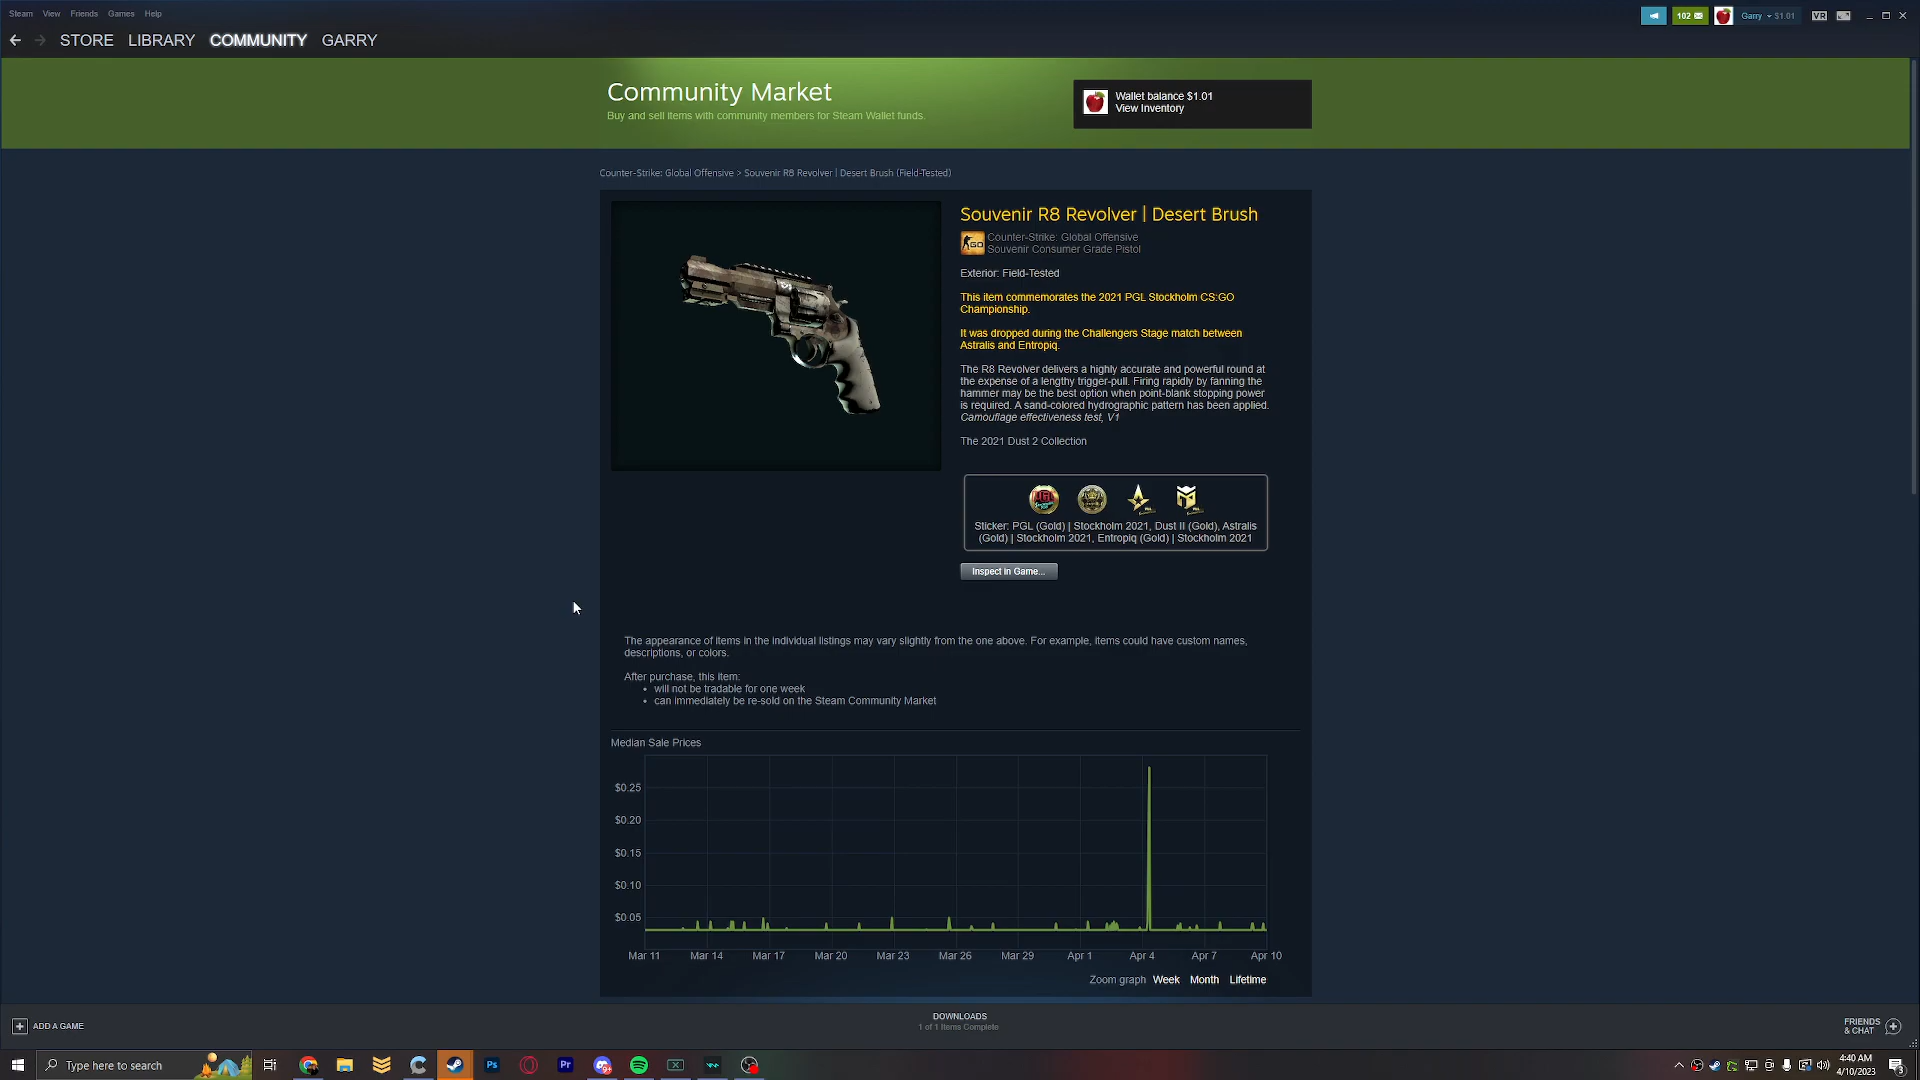 Steam View Friends Games Help
102
Garry $1.01
VR
STORE LIBRARY COMMUNITY GARRY
Community Market
Buy and sell items with community members for Steam Wallet funds.
Wallet balance $1.01
View Inventory
Counter-Strike: Global Offensive > Souvenir R8 Revolver | Desert Brush (Field-Tested)
Souvenir R8 Revolver | Desert Brush
GO
Counter-Strike: Global Offensive
Souvenir Consumer Grade Pistol
Exterior: Field-Tested
This item commemorates the 2021 PGL Stockholm CS:GO
Championship.
It was dropped during the Challengers Stage match between
Astralis and Entropiq.
The R8 Revolver delivers a highly accurate and powerful round at
the expense of a lengthy trigger-pull. Firing rapidly by fanning the
hammer may be the best option when point-blank stopping power
is required. A sand-colored hydrographic pattern has been applied.
Camouflage effectiveness test, V1
The 2021 Dust 2 Collection
Sticker: PGL (Gold) | Stockholm 2021, Dust II (Gold), Astralis
(Gold) | Stockholm 2021, Entropiq (Gold) | Stockholm 2021
Inspect in Game...
The appearance of items in the individual listings may vary slightly from the one above. For example, items could have custom names,
descriptions, or colors.
After purchase, this item:
• will not be tradable for one week
• can immediately be re-sold on the Steam Community Market
Median Sale Prices
$0.25
$0.20
$0.15
$0.10
$0.05
Mar 11 Mar 14 Mar 17 Mar 20 Mar 23 Mar 26 Mar 29 Apr 1 Apr 4 Apr 7 Apr 10
Zoom graph Week Month Lifetime
ADD A GAME
DOWNLOADS
1 of 1 Items Complete
FRIENDS
& CHAT
Type here to search
Ps
Pr
9+
4:40 AM
4/10/2023
3